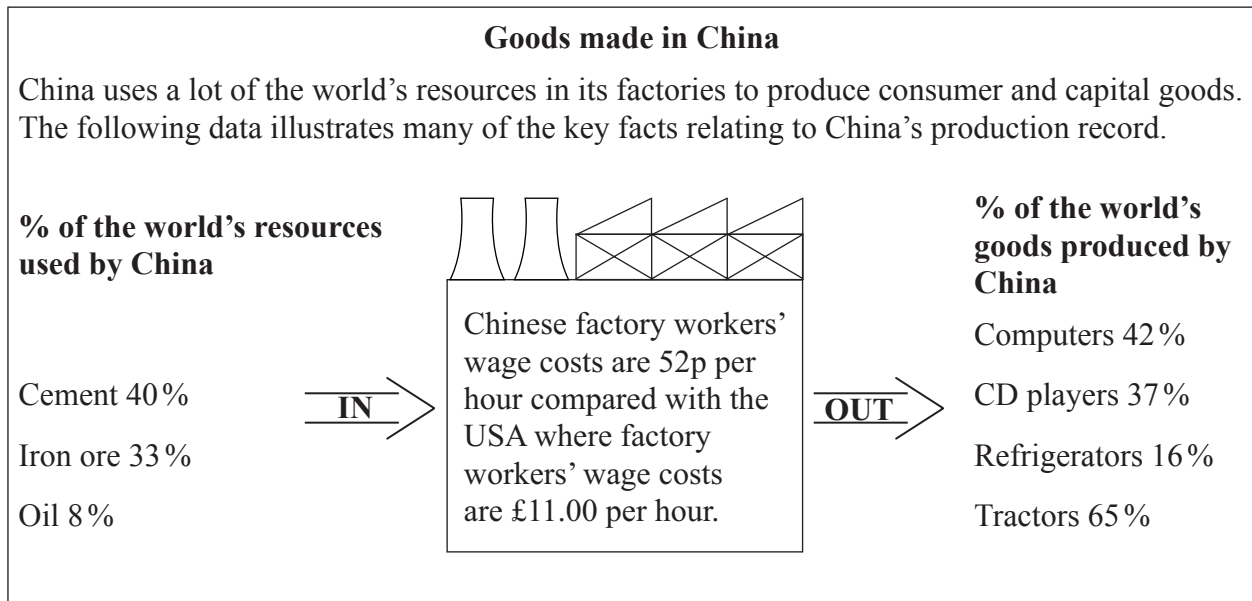 Goods made in China
China uses a lot of the world’s resources in its factories to produce consumer and capital goods.
The following data illustrates many of the key facts relating to China’s production record.
% of the world’s resources
used by China
Cement 40%
Iron ore 33%
Oil 8%
IN
Chinese factory workers’
wage costs are 52p per
hour compared with the
USA where factory
workers’ wage costs
are £11.00 per hour.
OUT
% of the world’s
goods produced by
China
Computers 42%
CD players 37%
Refrigerators 16%
Tractors 65%